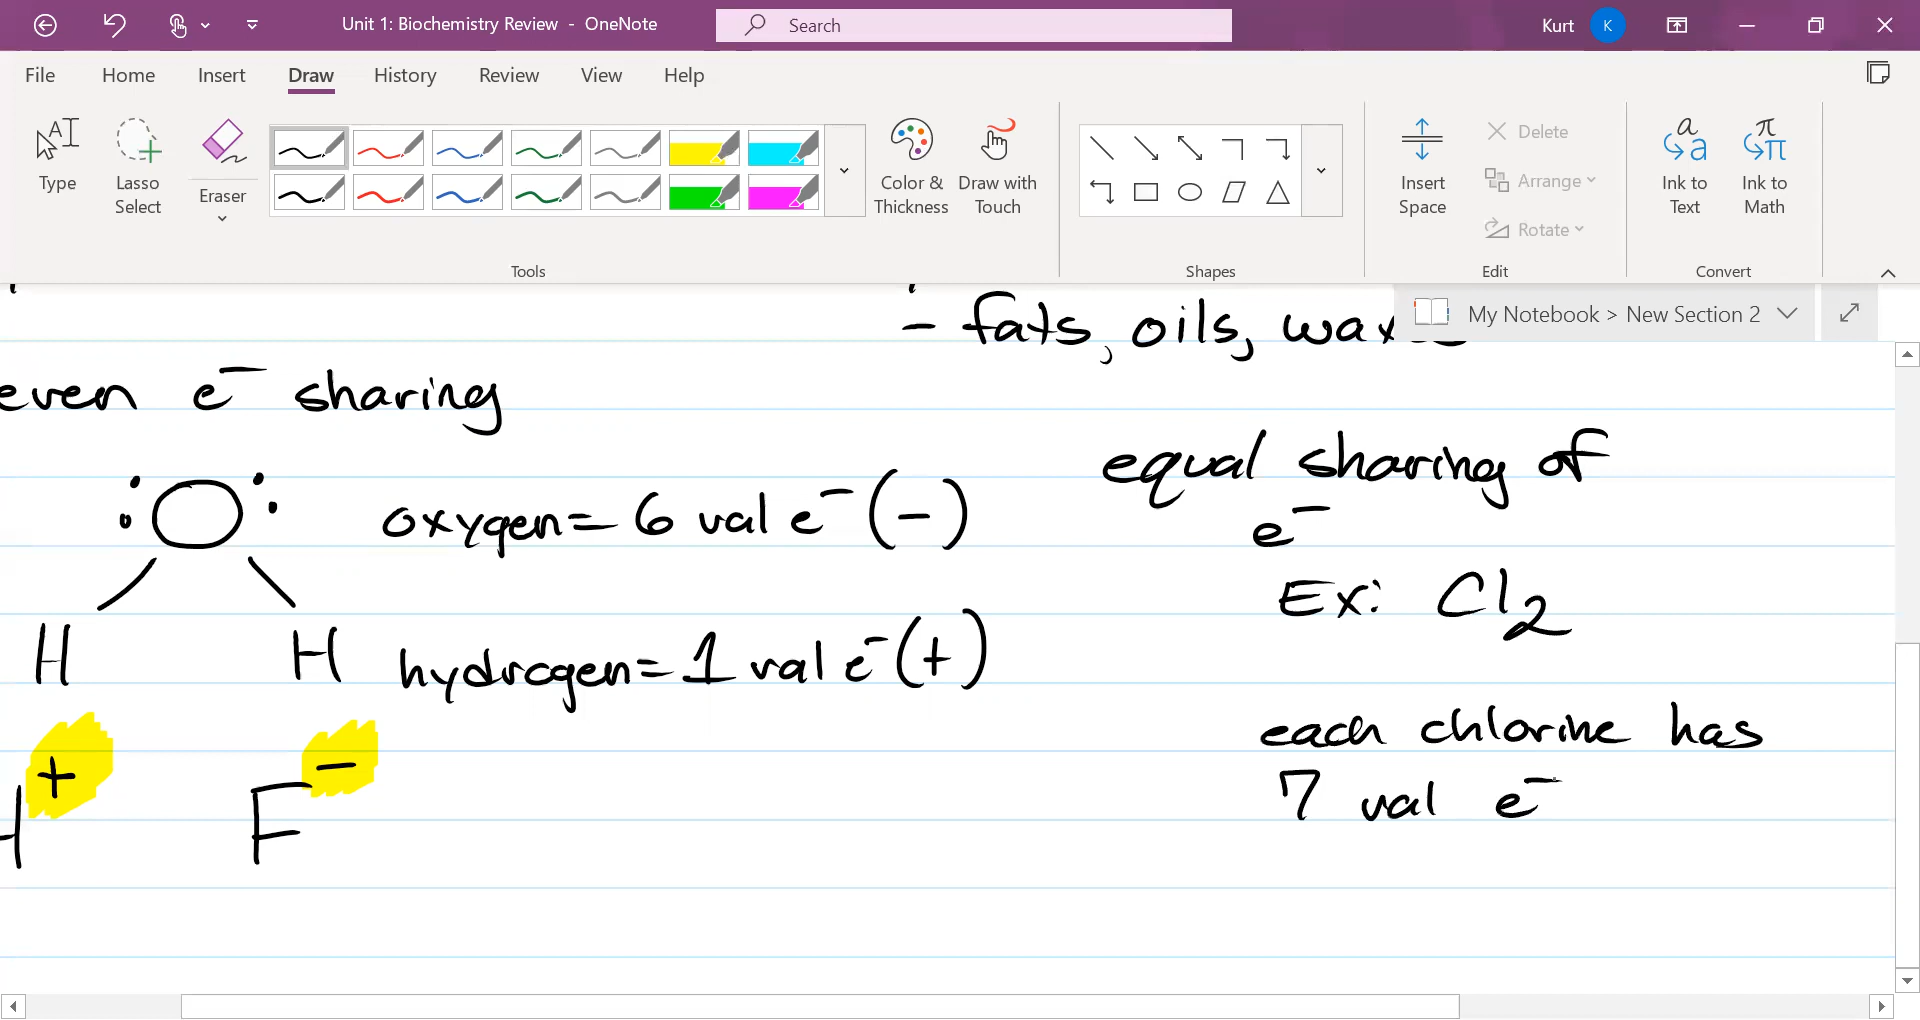 Unit 1: Biochemistry Review - OneNote
Search
Kurt
K
File Home Insert Draw History Review View Help
Type
Lasso Select
Eraser
Color & Thickness
Draw with Touch
Tools
Shapes
Insert Space
Delete
Arrange
Rotate
Edit
a
a
Ink to Text
π
π
Ink to Math
Convert
My Notebook > New Section 2
- fats, oils,
even e⁻ sharing
equal sharing of
e⁻
Ex: Cl₂
each chlorine has
7 val e⁻
O
oxygen = 6 val e⁻ (-)
H H
hydrogen = 1 val e⁻ (+)
H⁺ F⁻